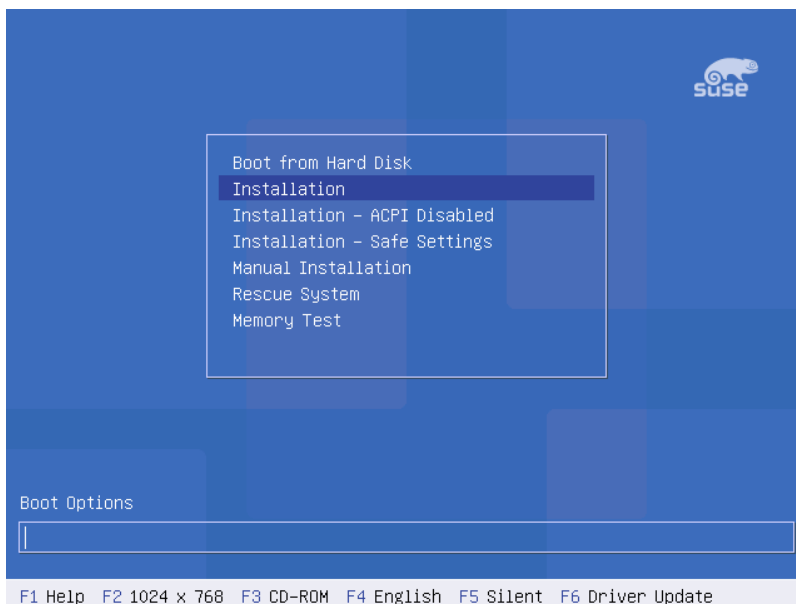 SUSE
Boot from Hard Disk
Installation
Installation - ACPI Disabled
Installation - Safe Settings
Manual Installation
Rescue System
Memory Test
Boot Options
F1 Help F2 1024 x 768 F3 CD-ROM F4 English F5 Silent F6 Driver Update